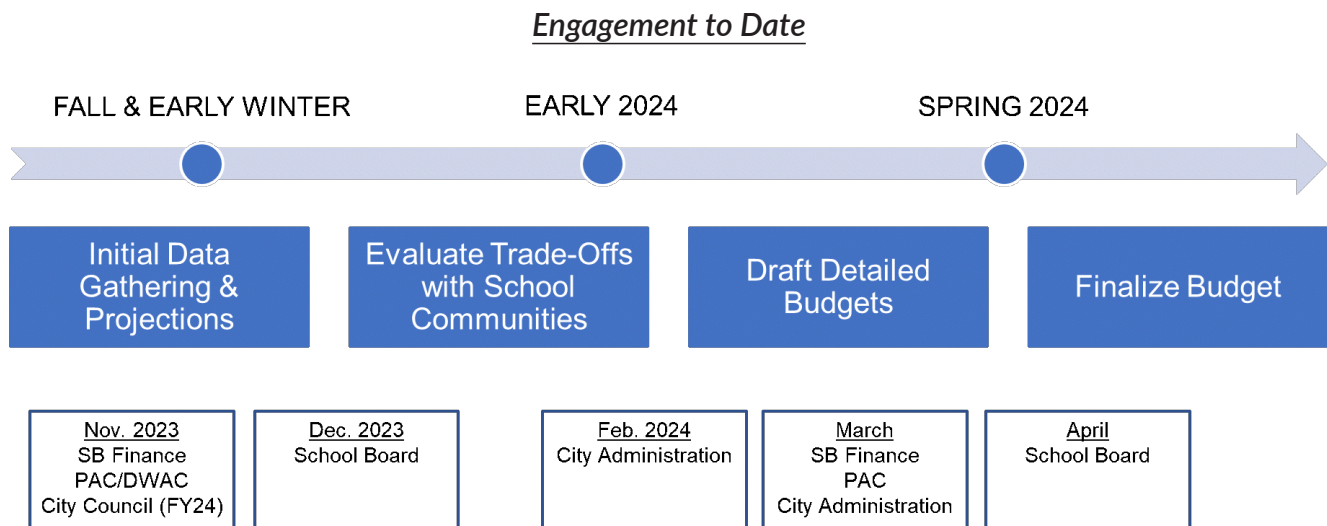 Engagement to Date
FALL & EARLY WINTER
EARLY 2024
SPRING 2024
Initial Data
Gathering &
Projections
Evaluate Trade-Offs
with School
Communities
Draft Detailed
Budgets
Finalize Budget
Nov. 2023
SB Finance
PAC/DWAC
City Council (FY24)
Dec. 2023
School Board
Feb. 2024
City Administration
March
SB Finance
PAC
City Administration
April
School Board